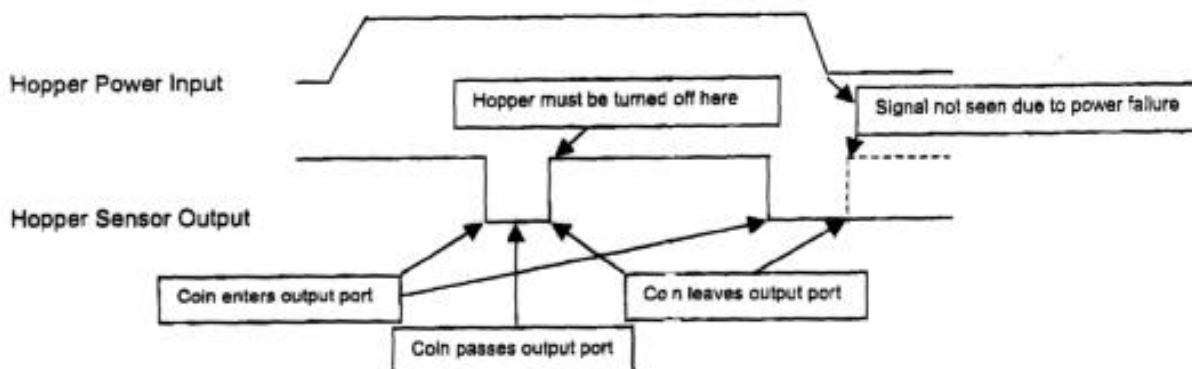 Hopper Power Input
Hopper must be turned off here
Signal not seen due to power failure
Hopper Sensor Output
Coin enters output port
Co n leaves output port
Coin passes output port